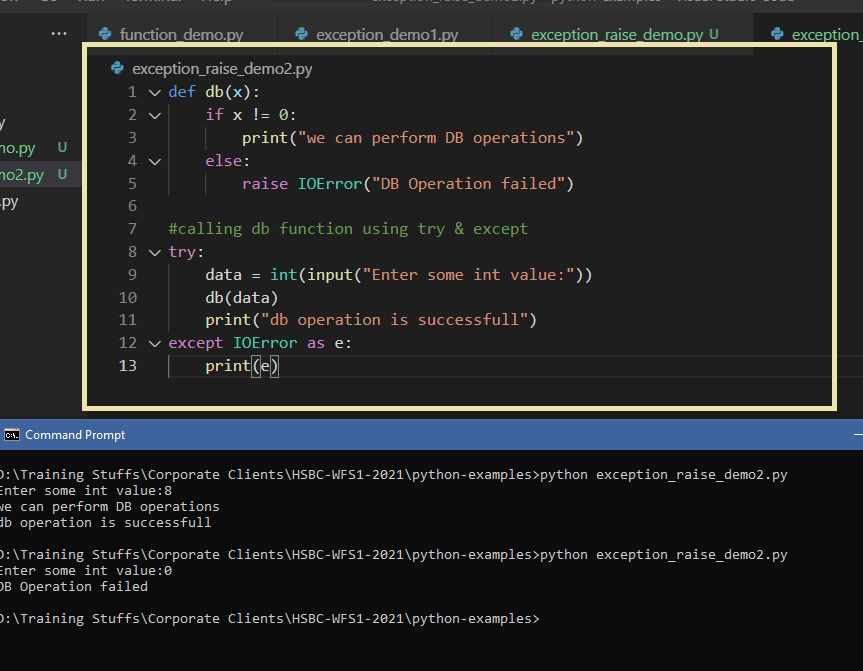 function_demo.py exception_demo1.py exception_raise_demo.py U exception_
exception_raise_demo2.py
1 def db(x):
2 if x != 0:
3 print("we can perform DB operations")
4 else:
5 raise IOError("DB Operation failed")
6
7 #calling db function using try & except
8 try:
9 data = int(input("Enter some int value:"))
10 db(data)
11 print("db operation is successfull")
12 except IOError as e:
13 print(e)
y
mo.py U
mo2.py U
.py
Command Prompt
D:\Training Stuffs\Corporate Clients\HSBC-WFS1-2021\python-examples>python exception_raise_demo2.py
Enter some int value:8
we can perform DB operations
db operation is successfull
D:\Training Stuffs\Corporate Clients\HSBC-WFS1-2021\python-examples>python exception_raise_demo2.py
Enter some int value:0
DB Operation failed
D:\Training Stuffs\Corporate Clients\HSBC-WFS1-2021\python-examples>